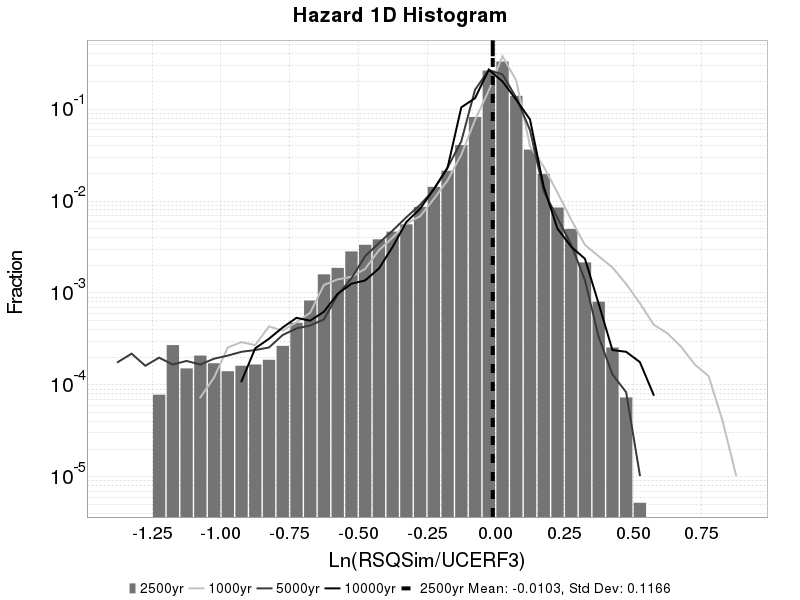 Hazard 1D Histogram
Fraction
10-1
10-2
10-3
10-4
10-5
-1.25 -1.00 -0.75 -0.50 -0.25 0.00 0.25 0.50 0.75
Ln(RSQSim/UCERF3)
2500yr 1000yr 5000yr 10000yr 2500yr Mean: -0.0103, Std Dev: 0.1166